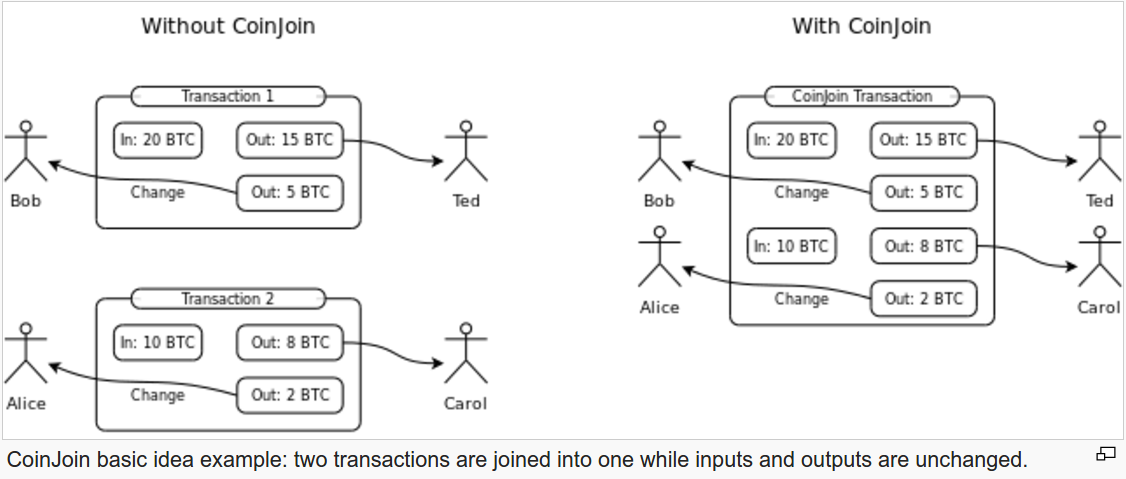 Without CoinJoin
With CoinJoin
Transaction 1
In: 20 BTC
Out: 15 BTC
Change
Out: 5 BTC
Bob
Ted
Transaction 2
In: 10 BTC
Out: 8 BTC
Change
Out: 2 BTC
Alice
Carol
CoinJoin Transaction
In: 20 BTC
Out: 15 BTC
Change
Out: 5 BTC
Bob
Ted
In: 10 BTC
Out: 8 BTC
Change
Out: 2 BTC
Alice
Carol
CoinJoin basic idea example: two transactions are joined into one while inputs and outputs are unchanged.